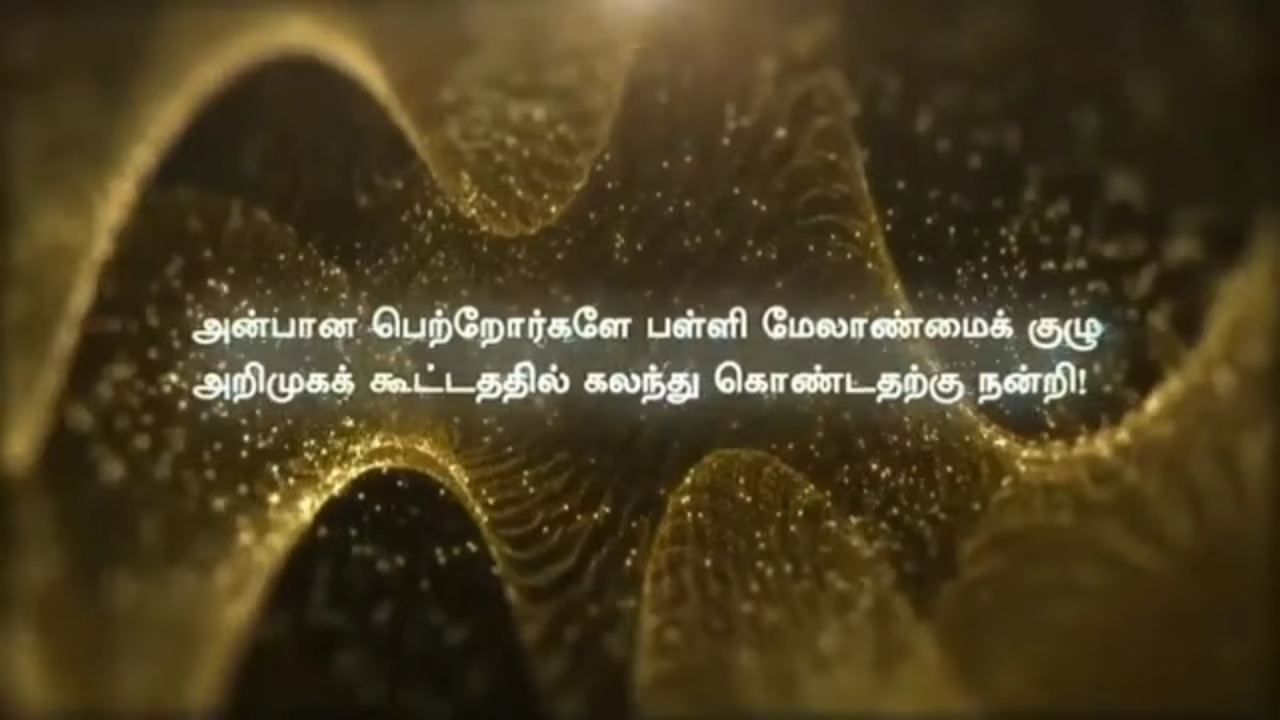 அன்பான பெற்றோர்களே பள்ளி மேலாண்மைக் குழு
அறிமுகக் கூட்டததில் கலந்து கொண்டதற்கு நன்றி!